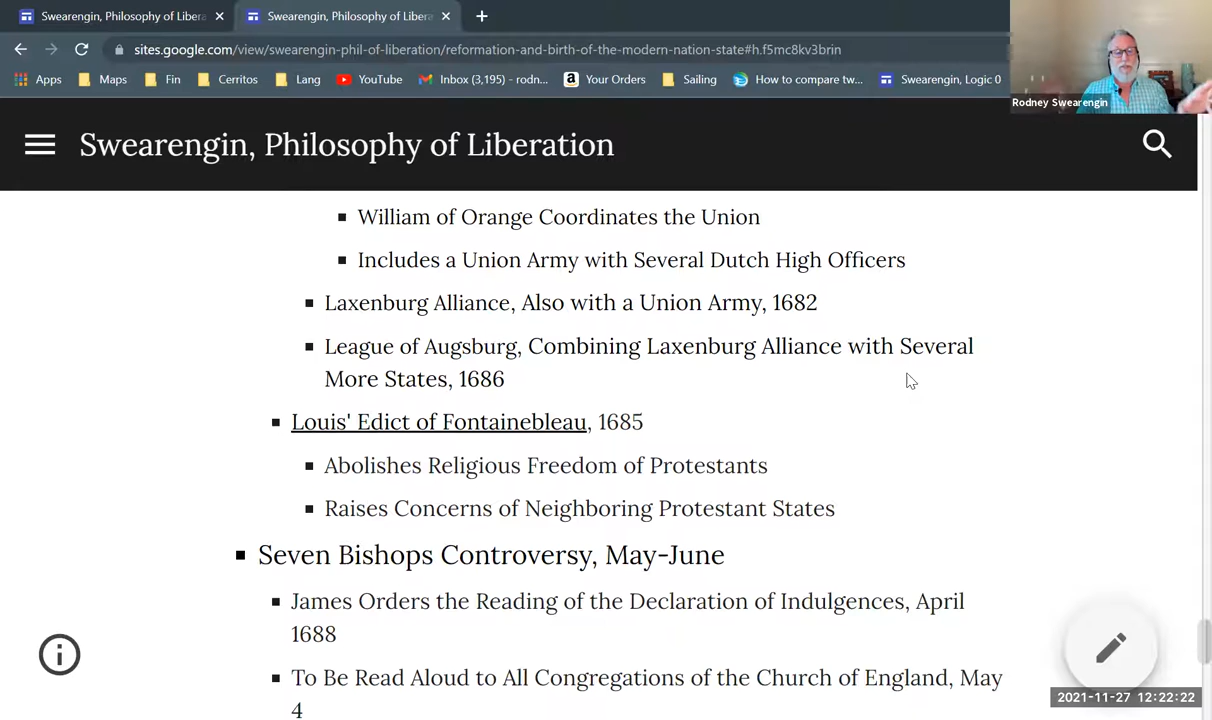 Swearengin, Philosophy of Libera
Swearengin, Philosophy of Libera
sites.google.com/view/swearengin-phil-of-liberation/reformation-and-birth-of-the-modern-nation-state#h.f5mc8kv3brin
Apps Maps Fin Cerritos Lang YouTube Inbox (3,195) - rodn... Your Orders Sailing How to compare tw... Swearengin, Logic 0
Rodney Swearengin
Swearengin, Philosophy of Liberation
William of Orange Coordinates the Union
Includes a Union Army with Several Dutch High Officers
Laxenburg Alliance, Also with a Union Army, 1682
League of Augsburg, Combining Laxenburg Alliance with Several
More States, 1686
Louis' Edict of Fontainebleau, 1685
Abolishes Religious Freedom of Protestants
Raises Concerns of Neighboring Protestant States
Seven Bishops Controversy, May-June
James Orders the Reading of the Declaration of Indulgences, April
1688
To Be Read Aloud to All Congregations of the Church of England, May
4
2021-11-27 12:22:22